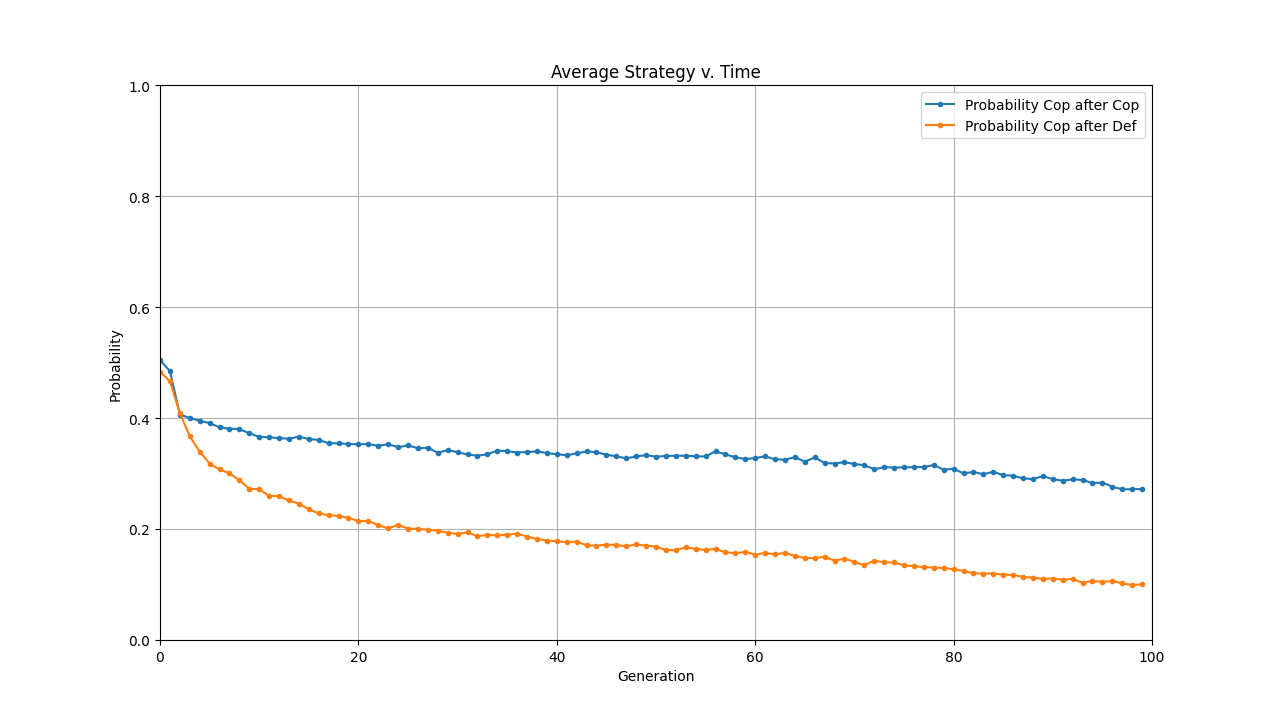 Average Strategy v. Time
1.0
0.8
0.6
0.4
0.2
0.0
Probability
Probability Cop after Cop
Probability Cop after Def
0 20 40 60 80 100
Generation